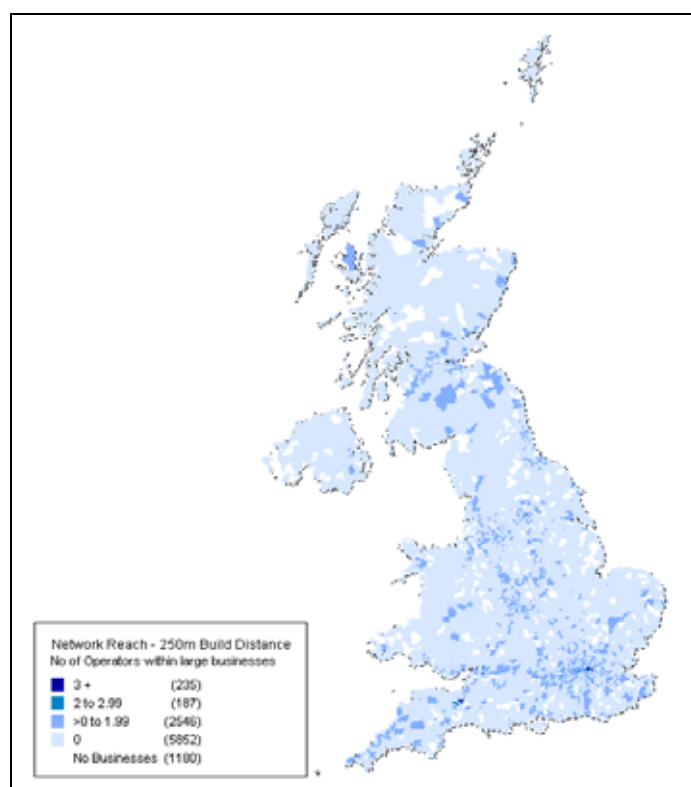 Network Reach - 250m Build Distance
No of Operators within large businesses
3 + (235)
2 to 2.99 (187)
>0 to 1.99 (2546)
0 (5852)
No Businesses (1180)